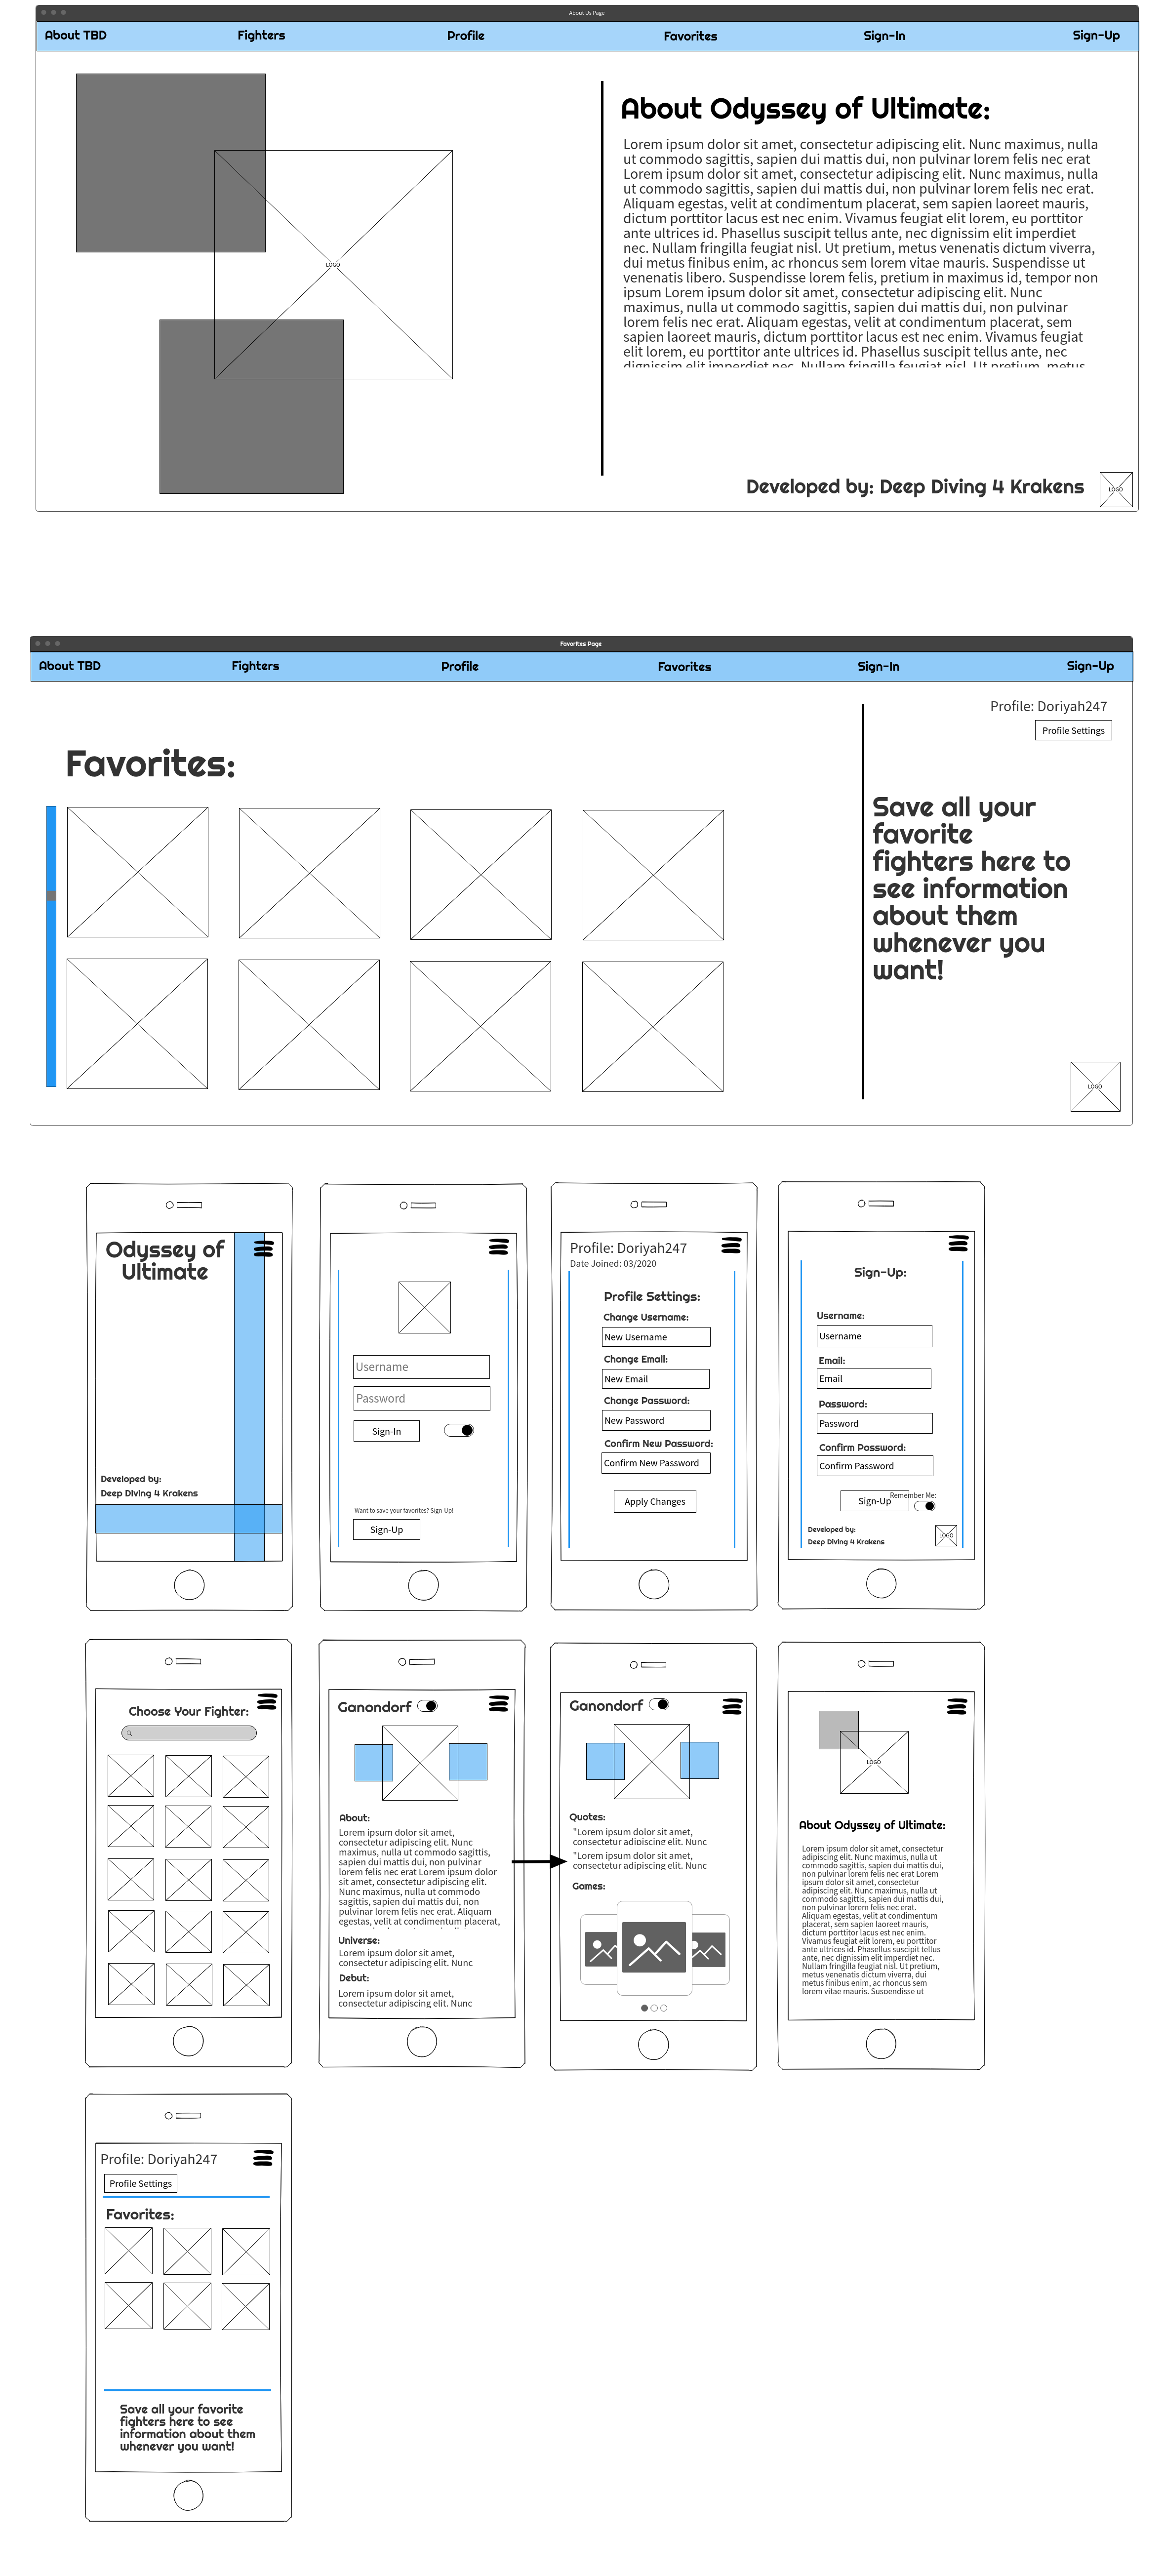 About Us Page
About TBD Fighters Profile Favorites Sign-In Sign-Up
LOGO
About Odyssey of Ultimate:
Lorem ipsum dolor sit amet, consectetur adipiscing elit. Nunc maximus, nulla
ut commodo sagittis, sapien dui mattis dui, non pulvinar lorem felis nec erat
Lorem ipsum dolor sit amet, consectetur adipiscing elit. Nunc maximus, nulla
ut commodo sagittis, sapien dui mattis dui, non pulvinar lorem felis nec erat.
Aliquam egestas, velit at condimentum placerat, sem sapien laoreet mauris,
dictum porttitor lacus est nec enim. Vivamus feugiat elit lorem, eu porttitor
ante ultrices id. Phasellus suscipit tellus ante, nec dignissim elit imperdiet
nec. Nullam fringilla feugiat nisl. Ut pretium, metus venenatis dictum viverra,
dui metus finibus enim, ac rhoncus sem lorem vitae mauris. Suspendisse ut
venenatis libero. Suspendisse lorem felis, pretium in maximus id, tempor non
ipsum Lorem ipsum dolor sit amet, consectetur adipiscing elit. Nunc
maximus, nulla ut commodo sagittis, sapien dui mattis dui, non pulvinar
lorem felis nec erat. Aliquam egestas, velit at condimentum placerat, sem
sapien laoreet mauris, dictum porttitor lacus est nec enim. Vivamus feugiat
elit lorem, eu porttitor ante ultrices id. Phasellus suscipit tellus ante, nec
dignissim elit imperdiet nec. Nullam fringilla feugiat nisl. Ut pretium, metus
Developed by: Deep Diving 4 Krakens
LOGO
Favorites Page
About TBD Fighters Profile Favorites Sign-In Sign-Up
Profile: Doriyah247
Profile Settings
Favorites:
Save all your
favorite
fighters here to
see information
about them
whenever you
want!
LOGO
Odyssey of
Ultimate
Developed by:
Deep Diving 4 Krakens
Username
Password
Sign-In
Want to save your favorites? Sign-Up!
Sign-Up
Profile: Doriyah247
Date Joined: 03/2020
Profile Settings:
Change Username:
New Username
Change Email:
New Email
Change Password:
New Password
Confirm New Password:
Confirm New Password
Apply Changes
Sign-Up:
Username:
Username
Email:
Email
Password:
Password
Confirm Password:
Confirm Password
Remember Me:
Sign-Up
Developed by:
Deep Diving 4 Krakens
LOGO
Choose Your Fighter:
Ganondorf
About:
Lorem ipsum dolor sit amet,
consectetur adipiscing elit. Nunc
maximus, nulla ut commodo sagittis,
sapien dui mattis dui, non pulvinar
lorem felis nec erat Lorem ipsum dolor
sit amet, consectetur adipiscing elit.
Nunc maximus, nulla ut commodo
sagittis, sapien dui mattis dui, non
pulvinar lorem felis nec erat. Aliquam
egestas, velit at condimentum placerat,
Universe:
Lorem ipsum dolor sit amet,
consectetur adipiscing elit. Nunc
Debut:
Lorem ipsum dolor sit amet,
consectetur adipiscing elit. Nunc
Ganondorf
Quotes:
"Lorem ipsum dolor sit amet,
consectetur adipiscing elit. Nunc
"Lorem ipsum dolor sit amet,
consectetur adipiscing elit. Nunc
Games:
LOGO
About Odyssey of Ultimate:
Lorem ipsum dolor sit amet, consectetur
adipiscing elit. Nunc maximus, nulla ut
commodo sagittis, sapien dui mattis dui,
non pulvinar lorem felis nec erat Lorem
ipsum dolor sit amet, consectetur
adipiscing elit. Nunc maximus, nulla ut
commodo sagittis, sapien dui mattis dui,
non pulvinar lorem felis nec erat.
Aliquam egestas, velit at condimentum
placerat, sem sapien laoreet mauris,
dictum porttitor lacus est nec enim.
Vivamus feugiat elit lorem, eu porttitor
ante ultrices id. Phasellus suscipit tellus
ante, nec dignissim elit imperdiet nec.
Nullam fringilla feugiat nisl. Ut pretium,
metus venenatis dictum viverra, dui
metus finibus enim, ac rhoncus sem
lorem vitae mauris. Suspendisse ut
Profile: Doriyah247
Profile Settings
Favorites:
Save all your favorite
fighters here to see
information about them
whenever you want!